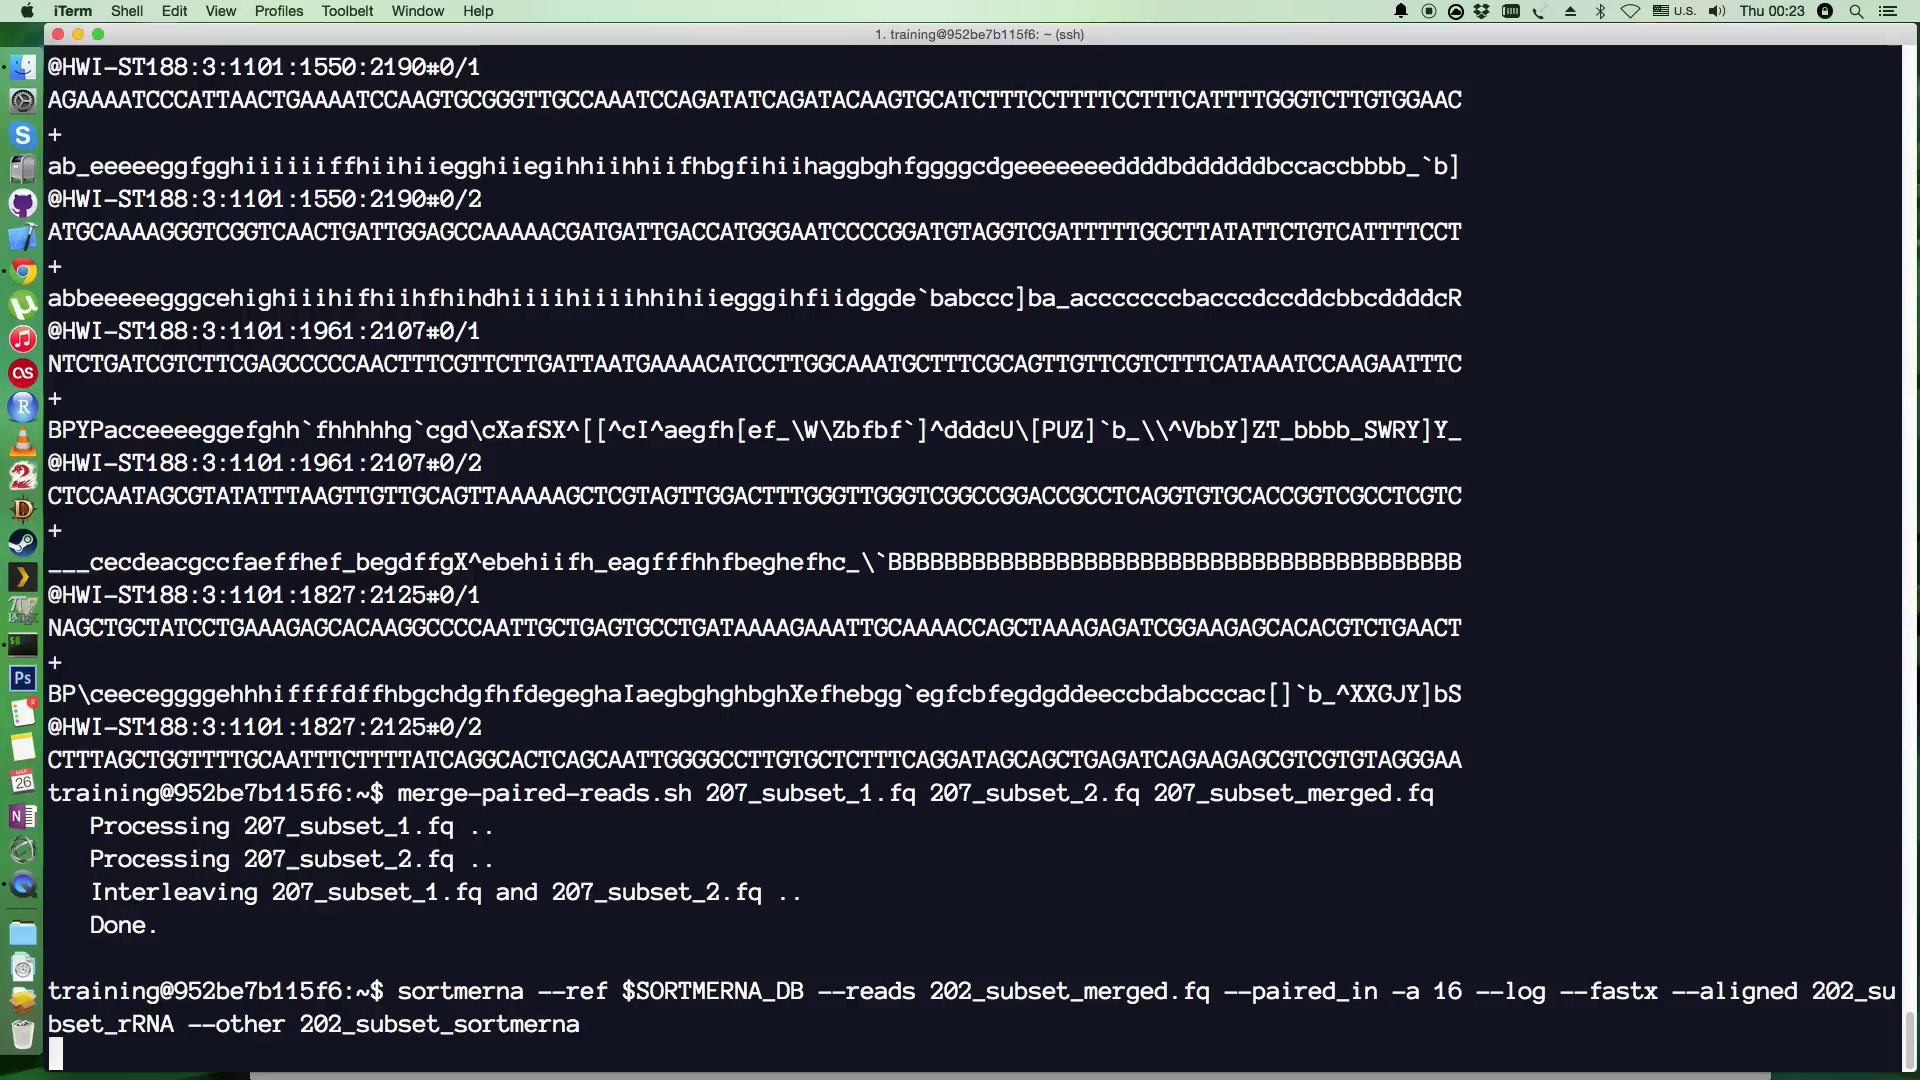 iTerm Shell Edit View Profiles Toolbelt Window Help U.S. Thu 00:23
1. training@952be7b115f6: ~ (ssh)
@HWI-ST188:3:1101:1550:2190#0/1
AGAAAATCCCATTAACTGAAAATCCAAGTGCGGGTTGCCAAATCCAGATATCAGATACAAGTGCATCTTTCCTTTTCCTTTCATTTTGGGTCTTGTGGAAC
+
ab_eeeeeggfgghiiiiiiiffhiihiiegghiiegihhiihhiifhbgfihiihaggbghfggggcdgeeeeeeeddddbdddddddbccaccbbbb_`b]
@HWI-ST188:3:1101:1550:2190#0/2
ATGCAAAAGGGTCGGTCAACTGATTGGAGCCAAAAACGATGATTGACCATGGGAATCCCCGGATGTAGGTCGATTTTTGGCTTATATTCTGTCATTTTCCT
+
abbeeeeegggcehighiiihifhiihfhihdhiiiihiiiihhihiiegggihfiidggde`babccc]ba_acccccccbacccdccddcbbcddddcR
@HWI-ST188:3:1101:1961:2107#0/1
NTCTGATCGTCTTCGAGCCCCCAACTTTCGTTCTTGATTAATGAAAACATCCTTGGCAAATGCTTTCGCAGTTGTTCGTCTTTCATAAATCCAAGAATTTC
+
BPYPacceeeeggefghh`fhhhhhg`cgd\cXafSX^[[^cI^aegfh[ef_\W\Zbfbf`]^dddcU\[PUZ]`b_\\^VbbY]ZT_bbbb_SWRY]Y_
@HWI-ST188:3:1101:1961:2107#0/2
CTCCAATAGCGTATATTTAAGTTGTTGCAGTTAAAAAGCTCGTAGTTGGACTTTGGGTTGGGTCGGCCGGACCGCCTCAGGTGTGCACCGGTCGCCTCGTC
+
___cecdeacgccfaeffhef_begdffgX^ebehiifh_eagfffhhfbeghefhc_\`BBBBBBBBBBBBBBBBBBBBBBBBBBBBBBBBBBBBBBBBB
@HWI-ST188:3:1101:1827:2125#0/1
NAGCTGCTATCCTGAAAGAGCACAAGGCCCCAATTGCTGAGTGCCTGATAAAAGAAATTGCAAAACCAGCTAAAGAGATCGGAAGAGCACACGTCTGAACT
+
BP\ceeceggggehhhiffffdffhbgchdgfhfdegeghaIaegbghghbghXefhebgg`egfcbfegdgddeeccbdabcccac[]`b_^XXGJY]bS
@HWI-ST188:3:1101:1827:2125#0/2
CTTTAGCTGGTTTTGCAATTTCTTTTATCAGGCACTCAGCAATTGGGGCCTTGTGCTCTTTCAGGATAGCAGCTGAGATCAGAAGAGCGTCGTGTAGGGAA
training@952be7b115f6:~$ merge-paired-reads.sh 207_subset_1.fq 207_subset_2.fq 207_subset_merged.fq
Processing 207_subset_1.fq ..
Processing 207_subset_2.fq ..
Interleaving 207_subset_1.fq and 207_subset_2.fq ..
Done.
training@952be7b115f6:~$ sortmerna --ref $SORTMERNA_DB --reads 202_subset_merged.fq --paired_in -a 16 --log --fastx --aligned 202_su
bset_rRNA --other 202_subset_sortmerna